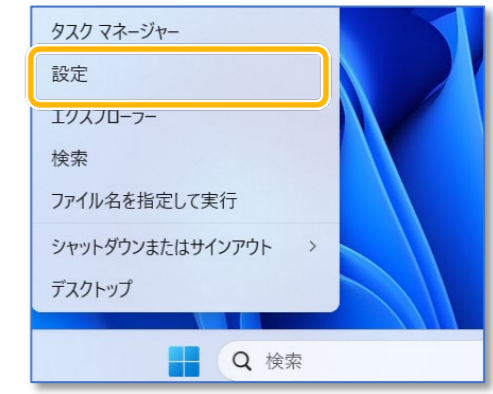 タスク マネージャー
設定
エクスプローラー
検索
ファイル名を指定して実行
シャットダウンまたはサインアウト
デスクトップ
検索